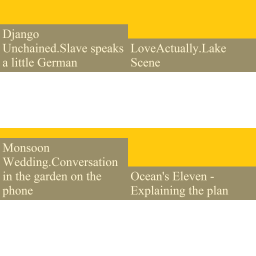 Django
Unchained.Slave speaks
a little German
LoveActually.Lake
Scene
Monsoon
Wedding.Conversation
in the garden on the
phone
Ocean's Eleven -
Explaining the plan